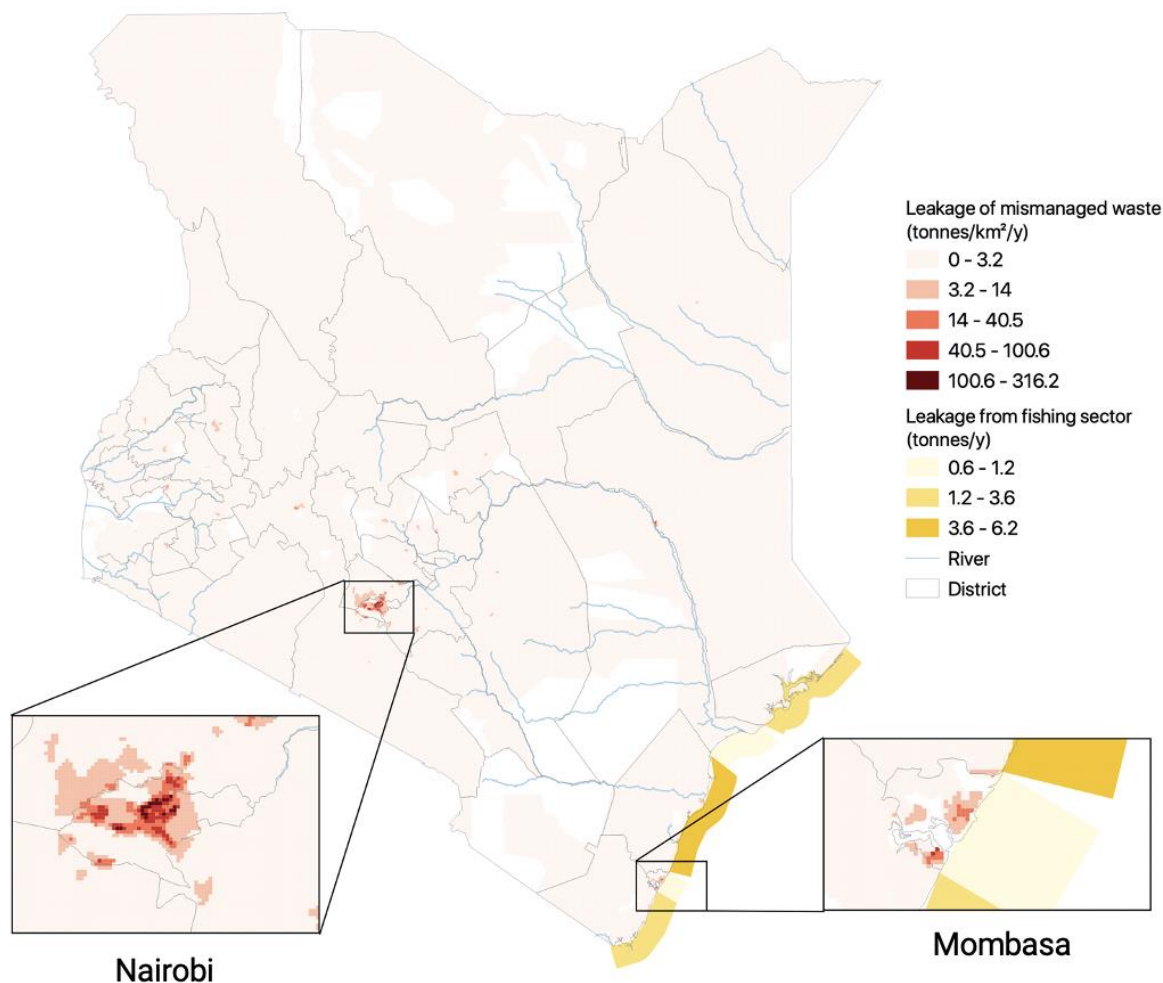 Leakage of mismanaged waste
(tonnes/km²/y)
0 - 3.2
3.2 - 14
14 - 40.5
40.5 - 100.6
100.6 - 316.2
Leakage from fishing sector
(tonnes/y)
0.6 - 1.2
1.2 - 3.6
3.6 - 6.2
River
District
Nairobi
Mombasa